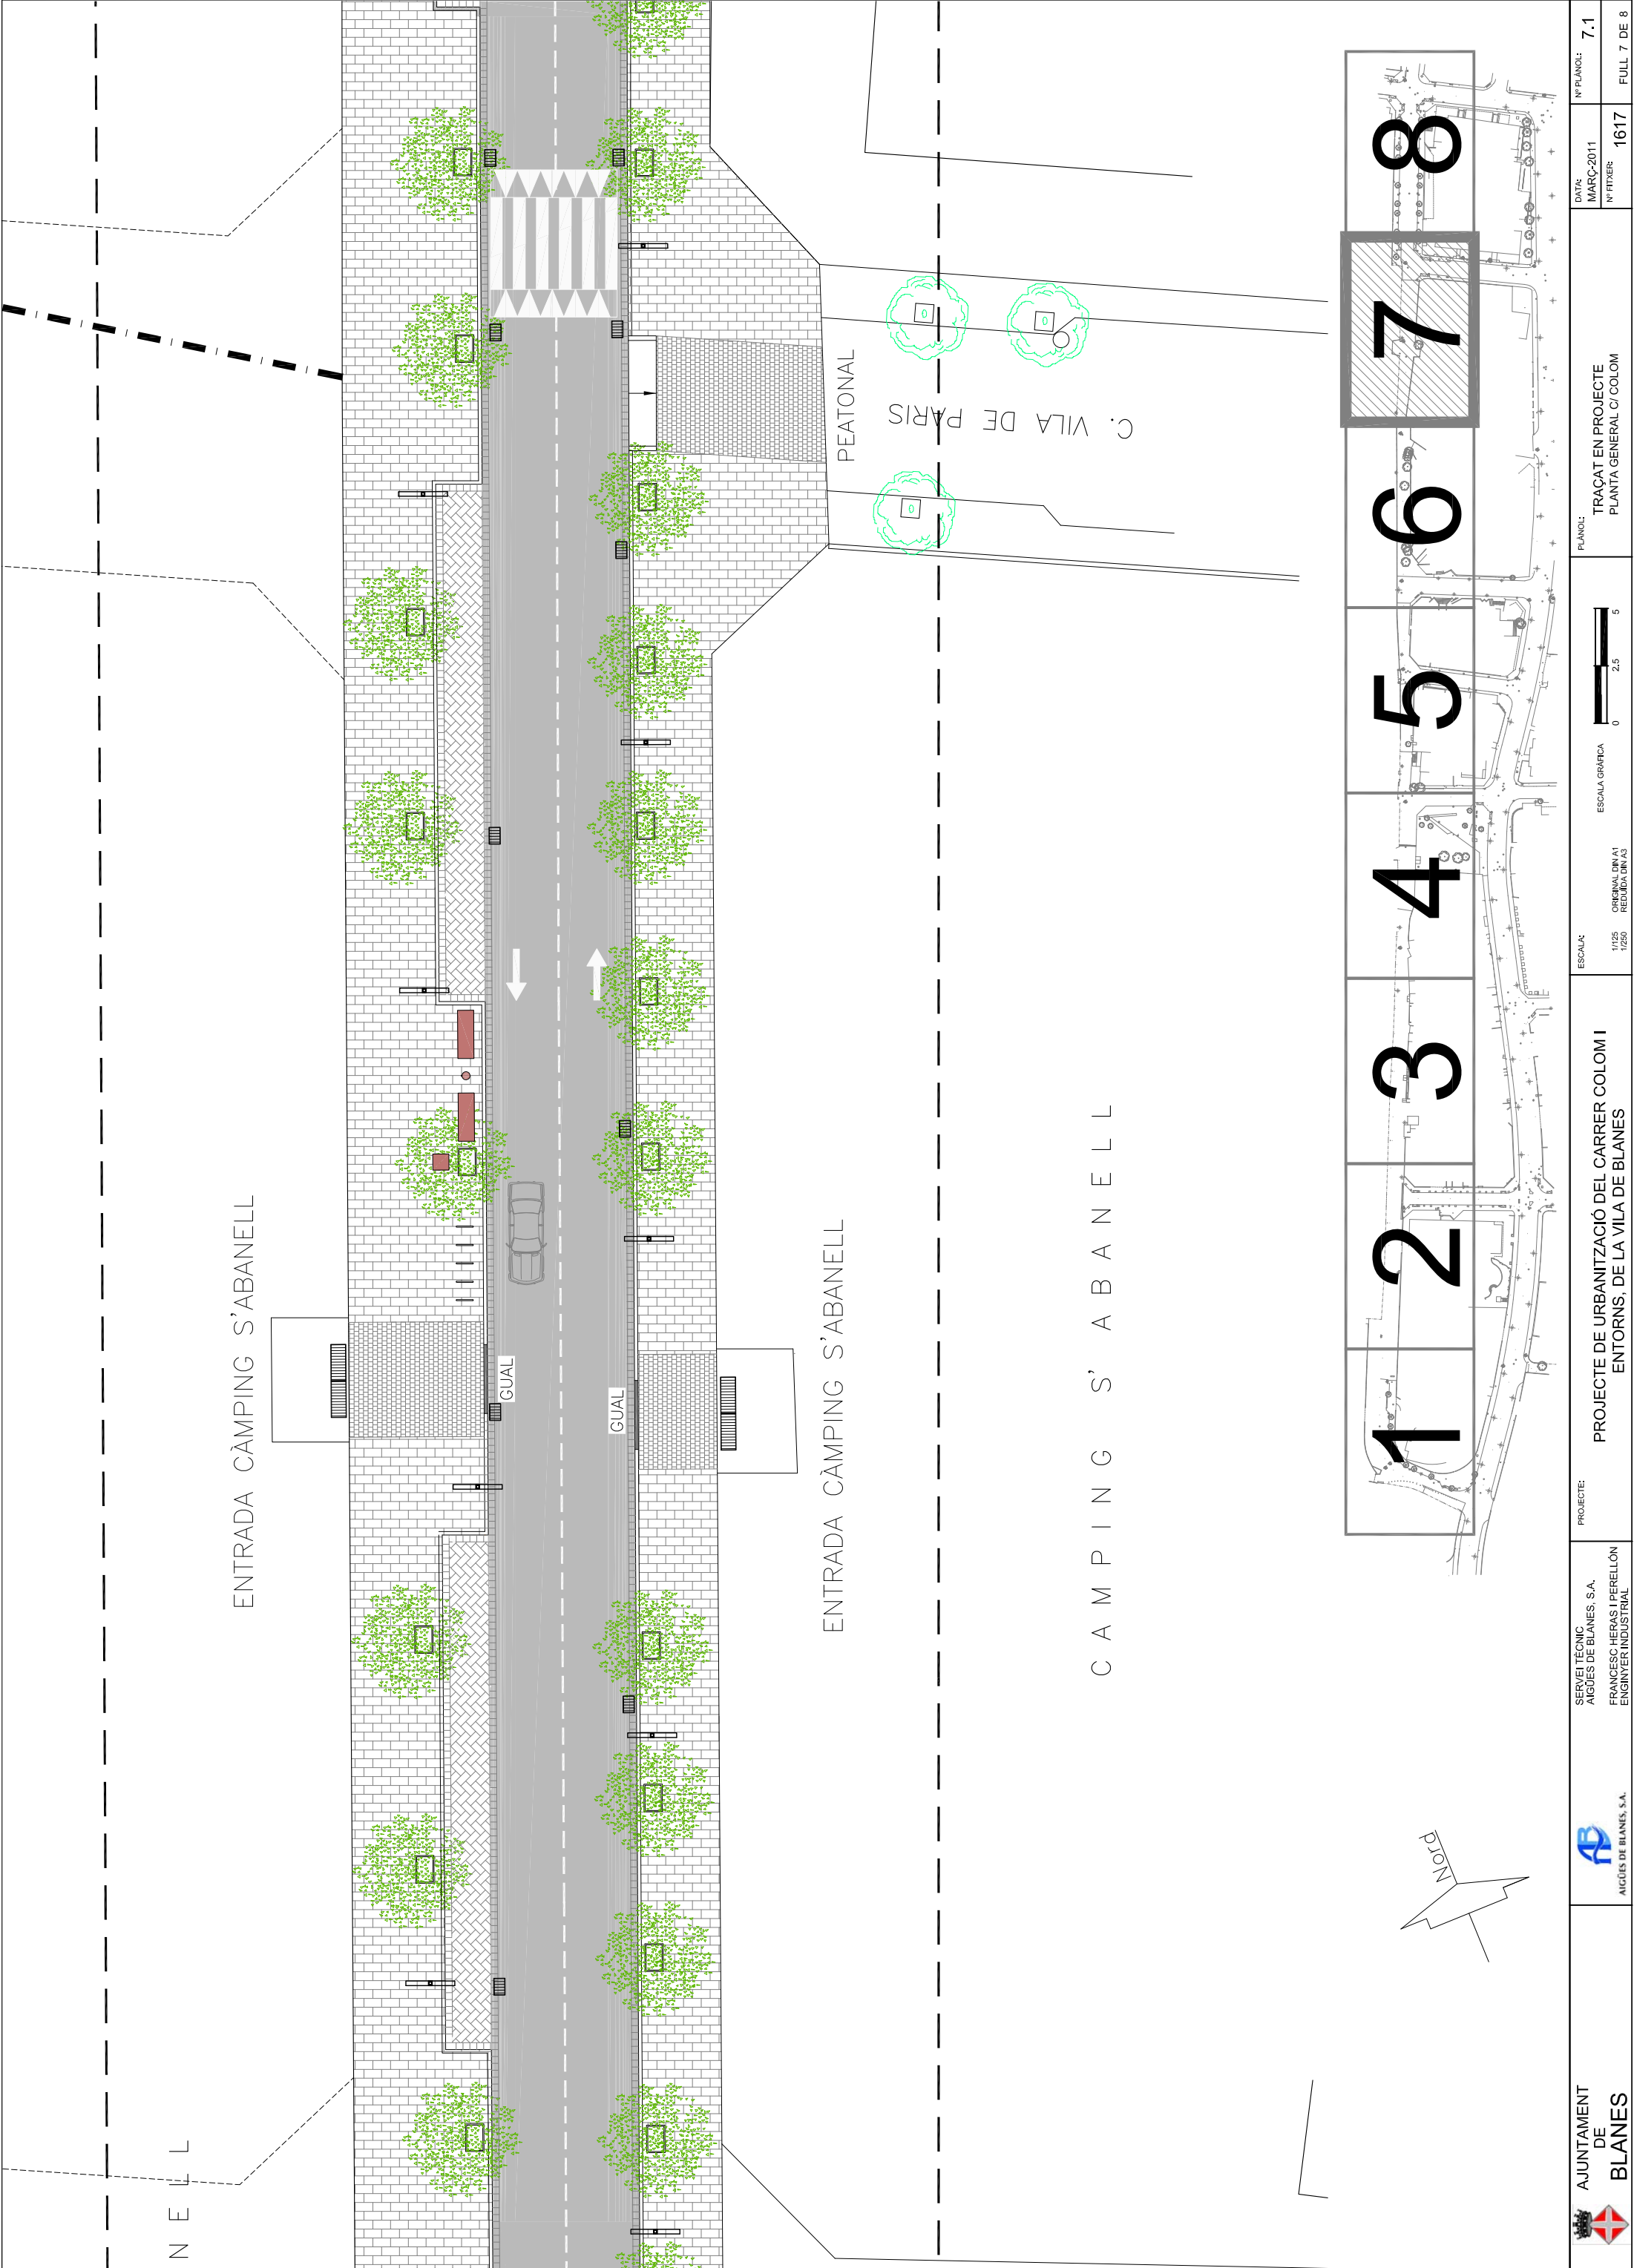 N E L L
ENTRADA CÀMPING S'ABANELL
GUAL
GUAL
ENTRADA CÀMPING S'ABANELL
C A M P I N G S' A B A N E L L
PEATONAL
C. VILA DE PARIS
Nord
1
2
3
4
5
6
7
8
AJUNTAMENT
DE
BLANES
AIGÜES DE BLANES, S.A.
SERVEI TÈCNIC
AIGÜES DE BLANES, S.A.
FRANCESC HERAS I PERELLÓN
ENGINYER INDUSTRIAL
PROJECTE:
PROJECTE DE URBANITZACIÓ DEL CARRER COLOM I
ENTORNS, DE LA VILA DE BLANES
ESCALA:
1/125 ORIGINAL DIN A1
1/250 REDUÏDA DIN A3
ESCALA GRÀFICA
0 2.5 5
PLÀNOL:
TRAÇAT EN PROJECTE
PLANTA GENERAL C/ COLOM
DATA:
MARÇ-2011
Nº FITXER:
1617
Nº PLÀNOL:
7.1
FULL 7 DE 8